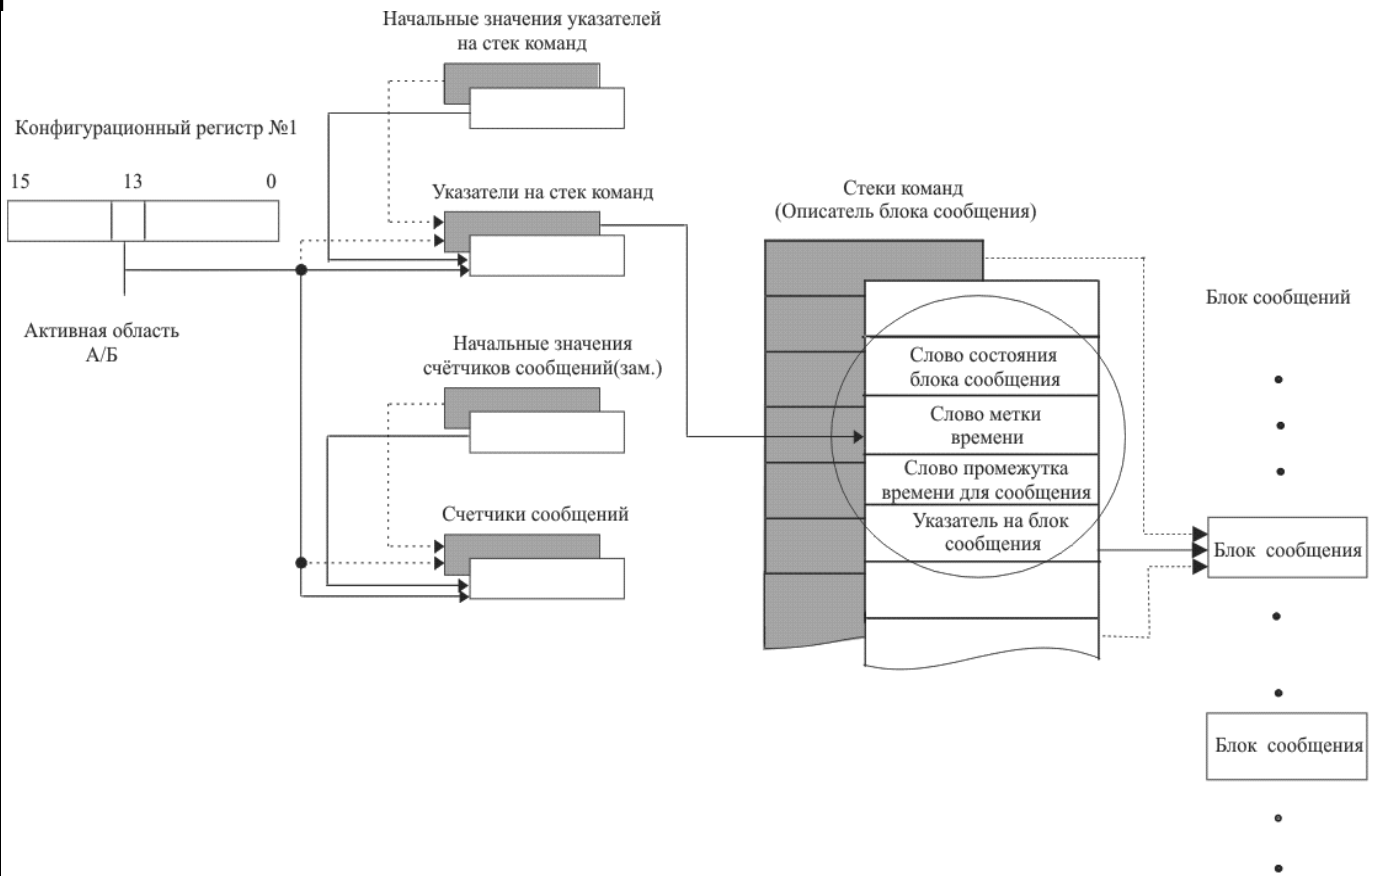 Начальные значения указателей
на стек команд
Конфигурационный регистр №1
15 13 0
Указатели на стек команд
Активная область
А/Б
Начальные значения
счётчиков сообщений(зам.)
Счетчики сообщений
Стеки команд
(Описатель блока сообщения)
Слово состояния
блока сообщения
Слово метки
времени
Слово промежутка
времени для сообщения
Указатель на блок
сообщения
Блок сообщений
Блок сообщения
Блок сообщения